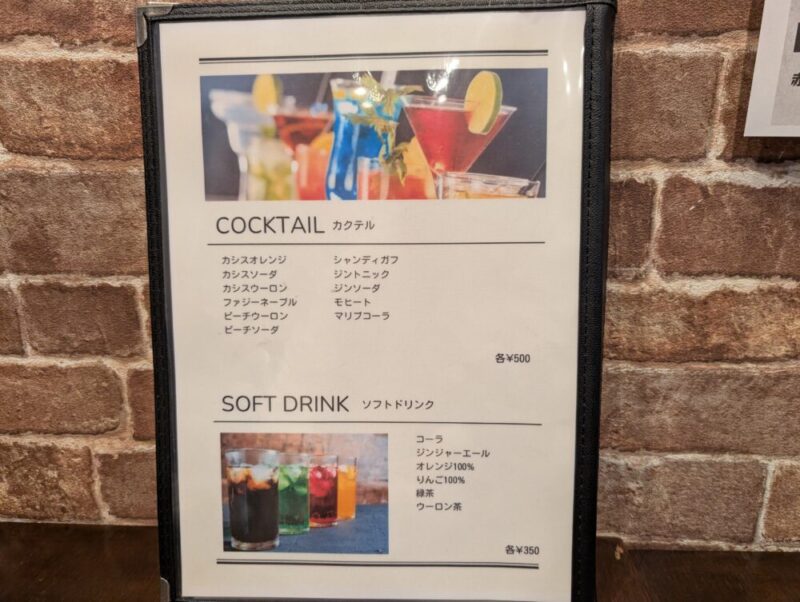 COCKTAIL カクテル
カシスオレンジ
カシスソーダ
カシスウーロン
ファジーネーブル
ピーチウーロン
ピーチソーダ
シャンディガフ
ジントニック
ジンソーダ
モヒート
マリブコーラ
各¥500
SOFT DRINK ソフトドリンク
コーラ
ジンジャーエール
オレンジ100%
りんご100%
緑茶
ウーロン茶
各¥350